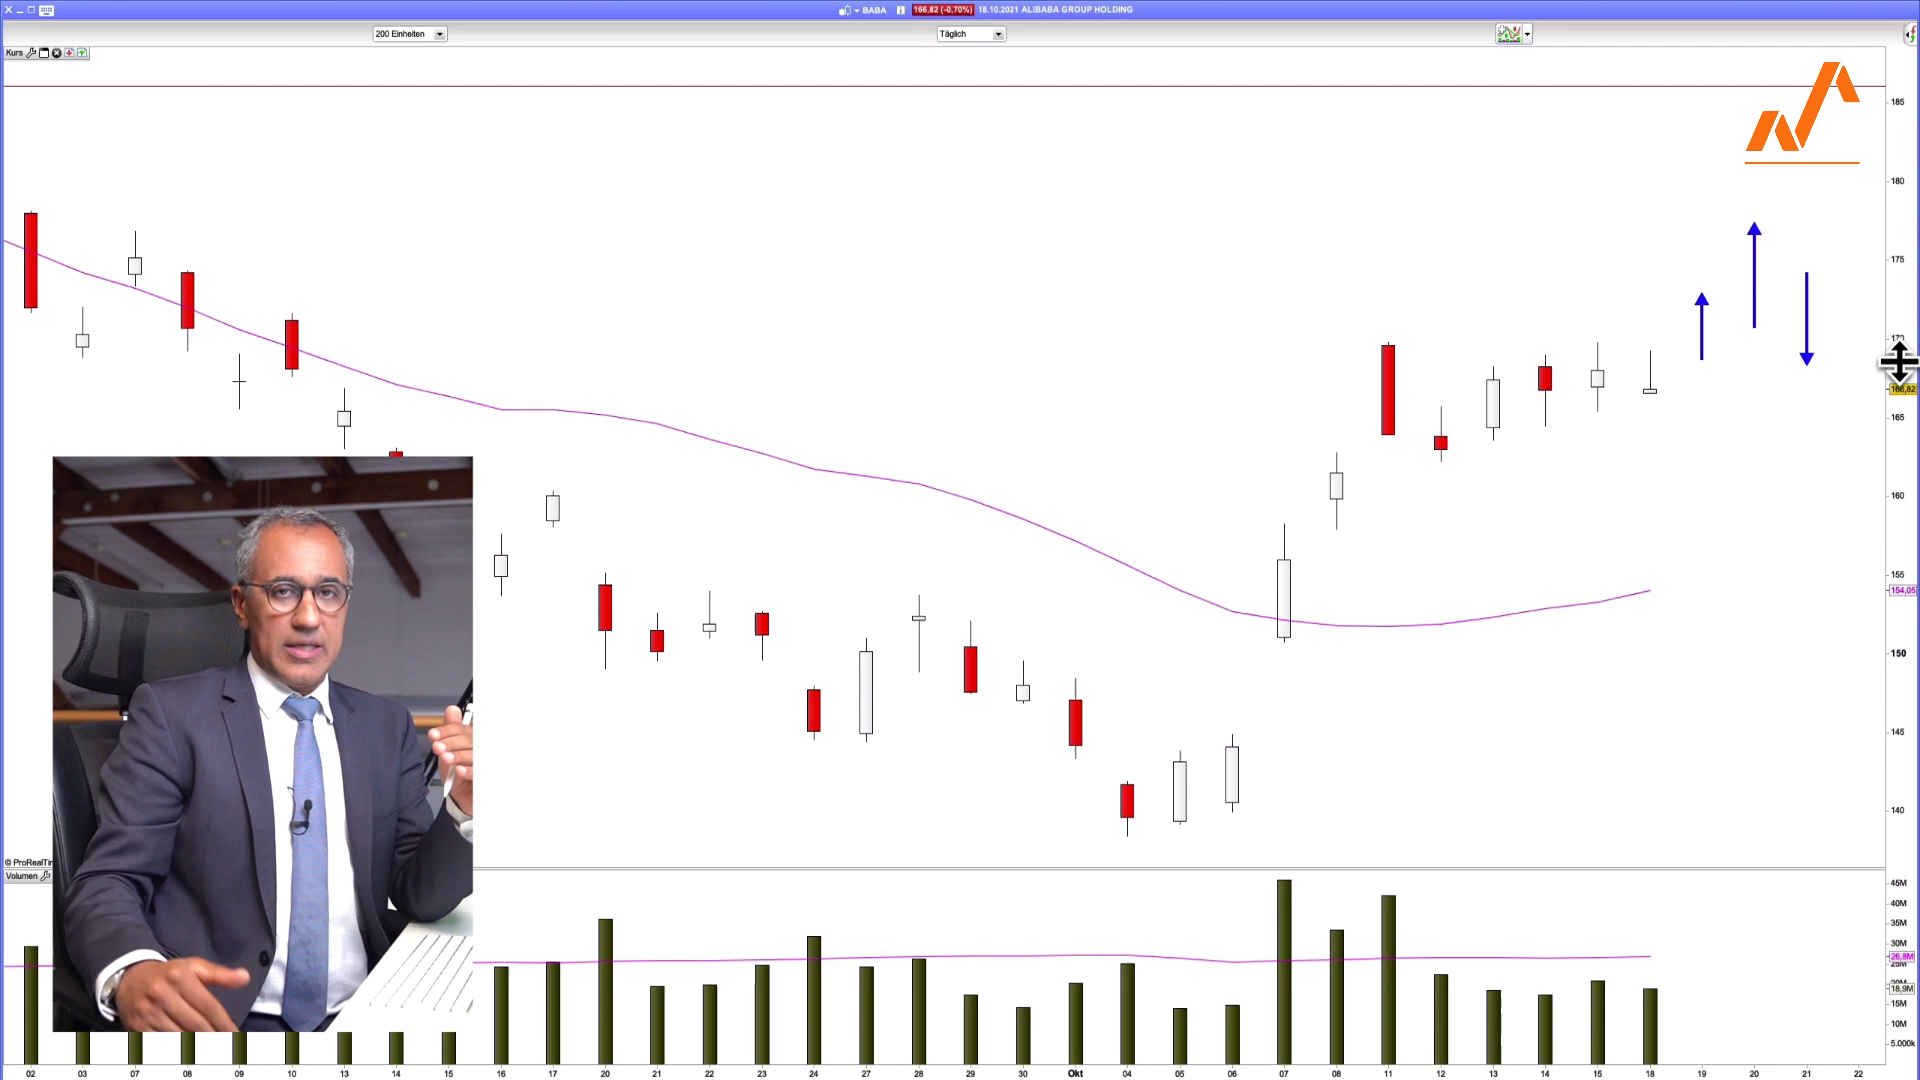 BABA 166,82 (-0,70%) 18.10.2021 ALIBABA GROUP HOLDING
200 Einheiten Täglich
Kurs
185
180
175
170
166,82
165
160
155
154,05
150
145
140
© ProRealTi
Volumen
45M
40M
35M
30M
26,8M
18,9M
15M
10M
5.000k
02 03 07 08 09 10 13 14 15 16 17 20 21 22 23 24 27 28 29 30 Okt 04 05 06 07 08 11 12 13 14 15 18 19 20 21 22